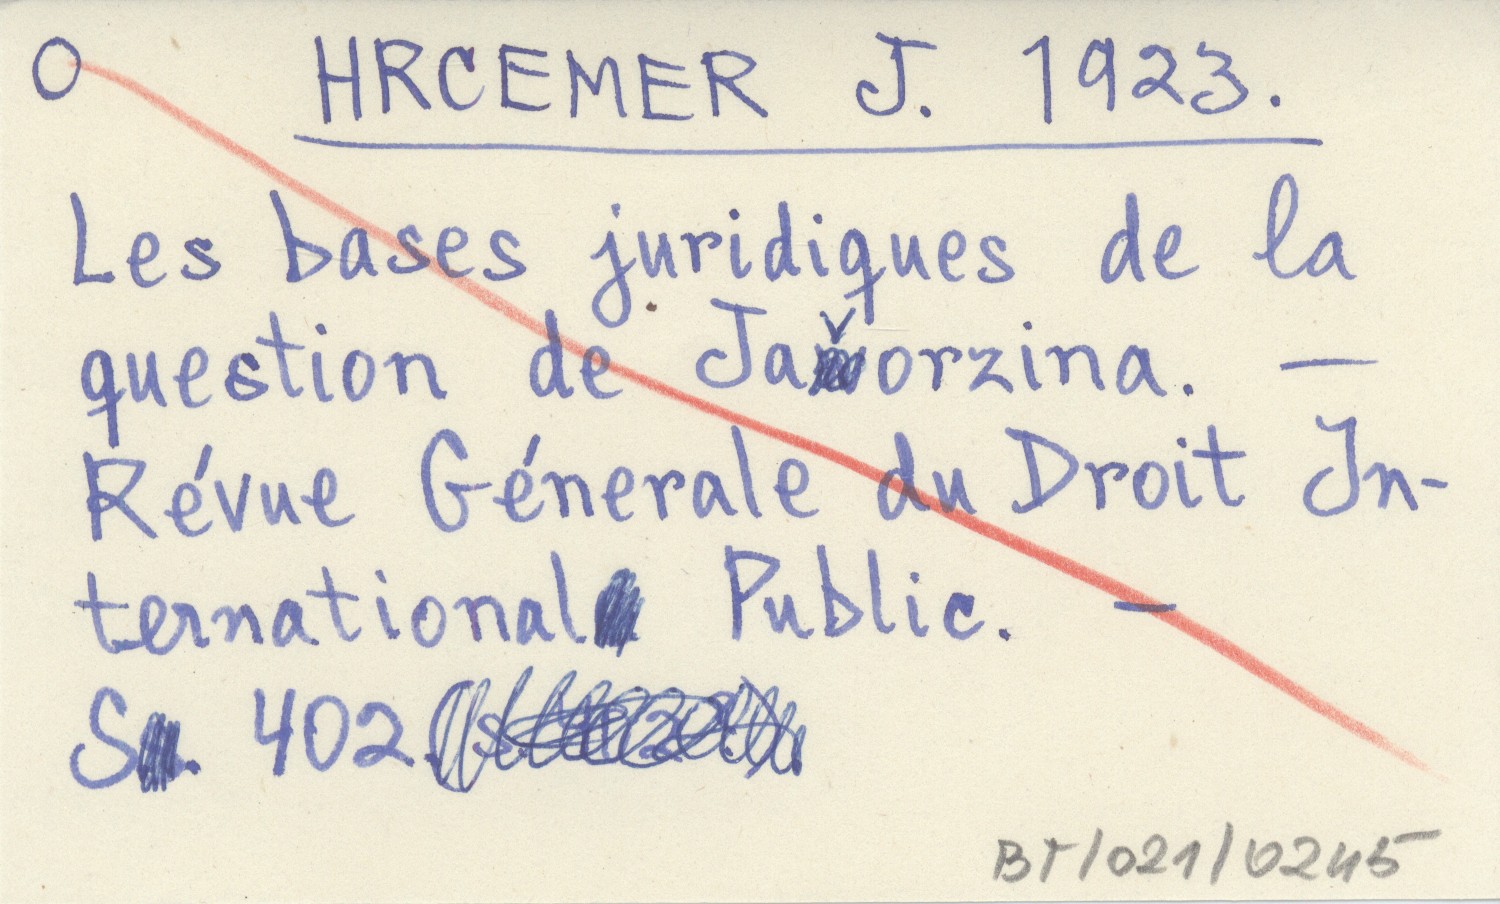 O HRCEMER J. 1923.
Les bases juridiques de la
question de Jaworzina. —
Révue Génerale du Droit In-
ternational Public. —
S. 402.
BT/021/0245